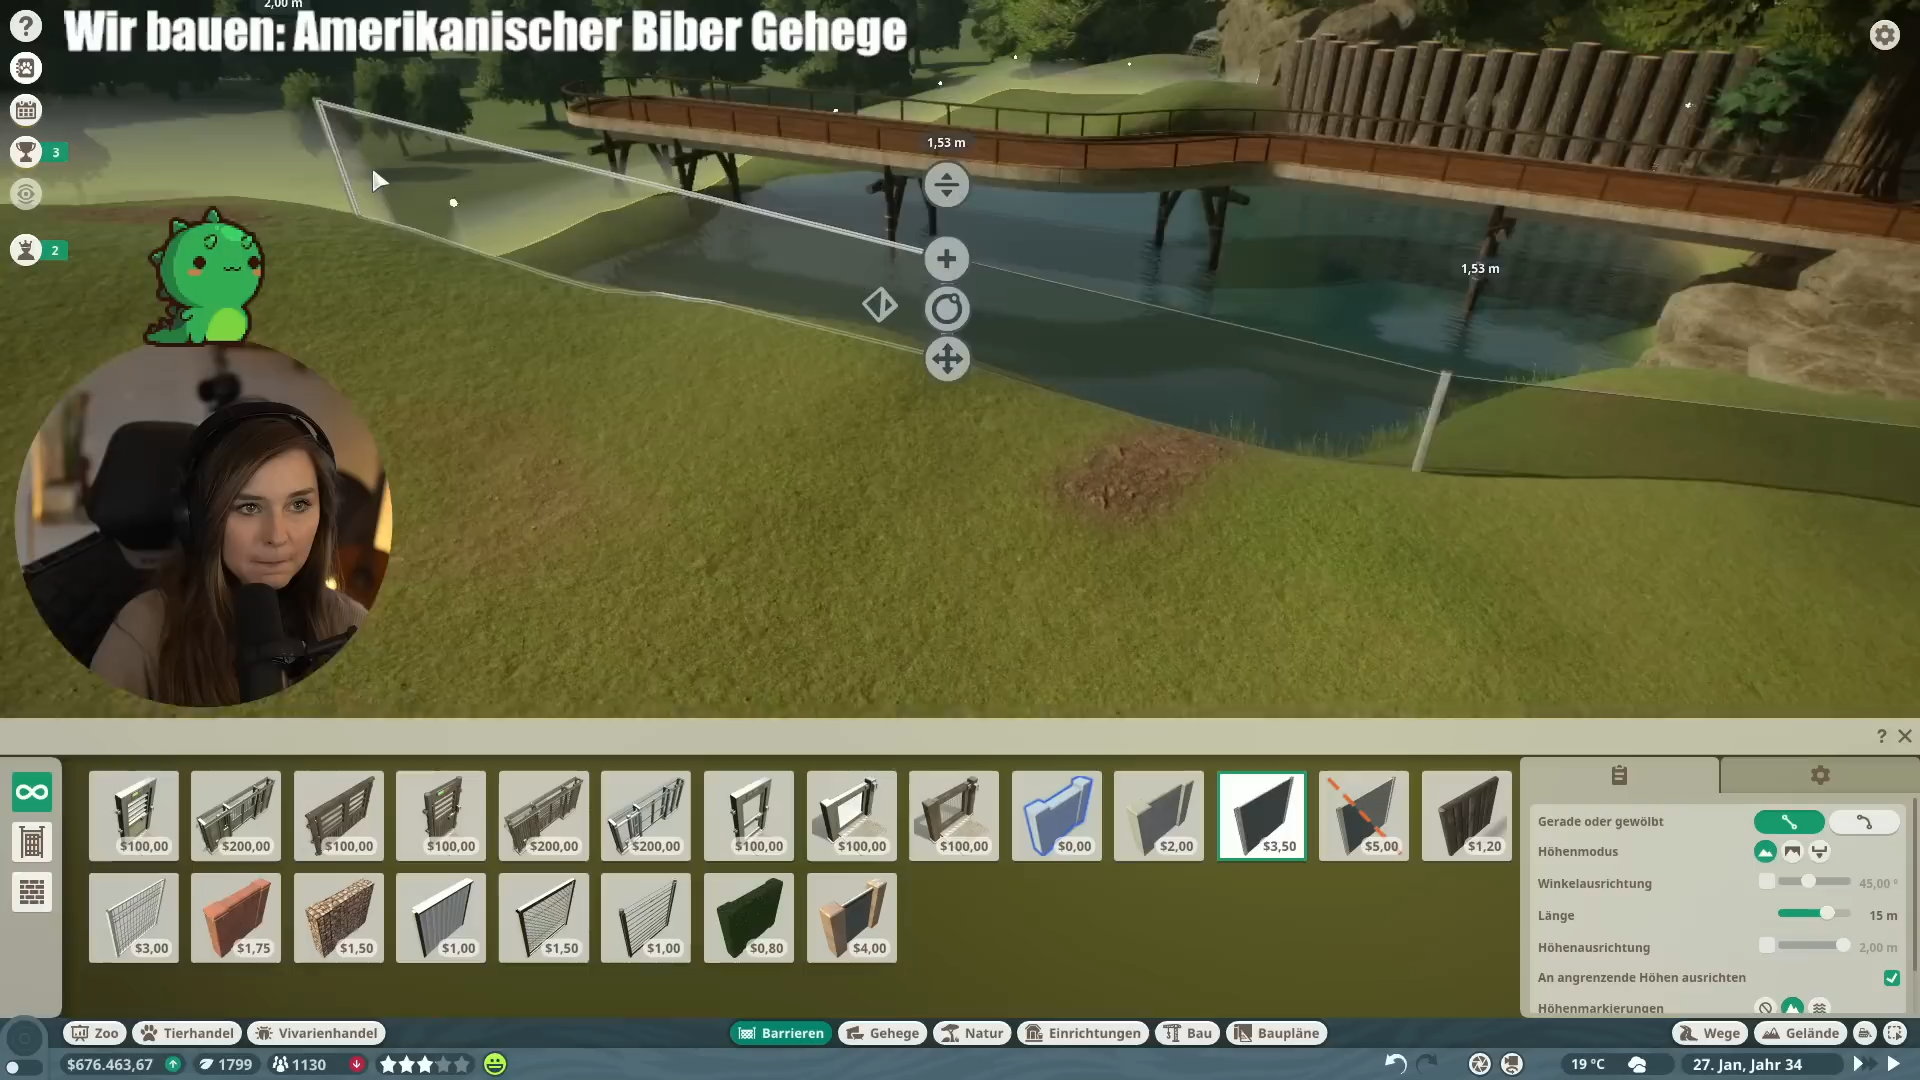 2,00 m
Wir bauen: Amerikanischer Biber Gehege
3
2
1,53 m
1,53 m
$100,00
$200,00
$100,00
$100,00
$200,00
$200,00
$100,00
$100,00
$100,00
$0,00
$2,00
$3,50
$5,00
$1,20
$3,00
$1,75
$1,50
$1,00
$1,50
$1,00
$0,80
$4,00
?
Gerade oder gewölbt
Höhenmodus
Winkelausrichtung
45,00 °
Länge
15 m
Höhenausrichtung
2,00 m
An angrenzende Höhen ausrichten
Höhenmarkierungen
Zoo
Tierhandel
Vivarienhandel
Barrieren
Gehege
Natur
Einrichtungen
Bau
Baupläne
Wege
Gelände
$676.463,67
1799
1130
19 °C
27. Jan, Jahr 34